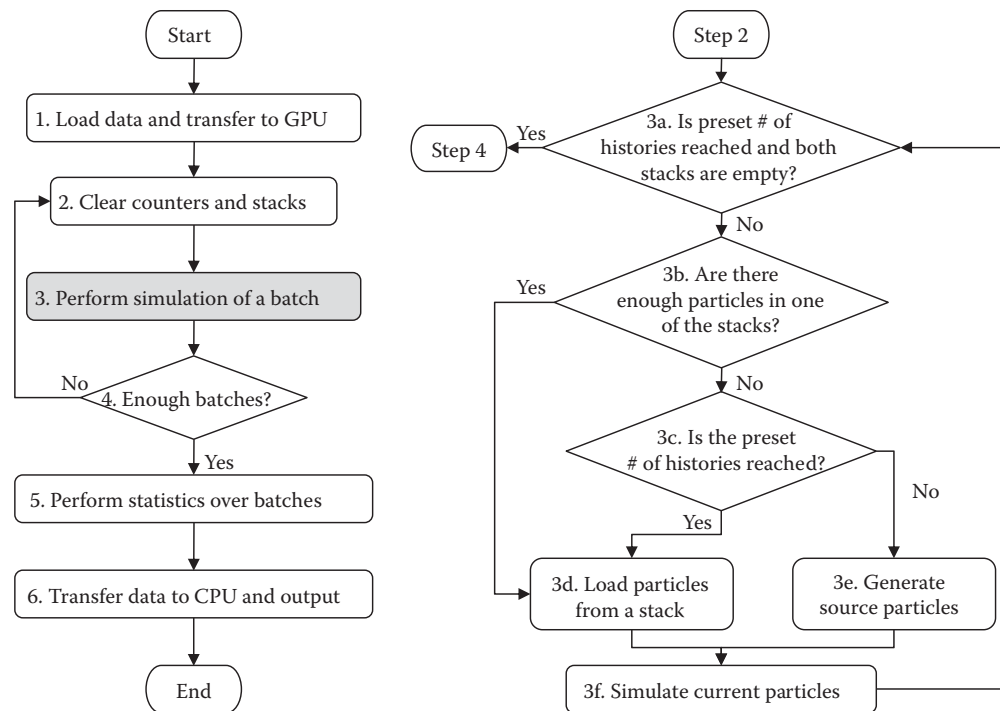 Start
1. Load data and transfer to GPU
2. Clear counters and stacks
3. Perform simulation of a batch
No
4. Enough batches?
Yes
5. Perform statistics over batches
6. Transfer data to CPU and output
End
Step 2
3a. Is preset # of
histories reached and both
stacks are empty?
Yes
Step 4
No
3b. Are there
enough particles in one
of the stacks?
Yes
No
3c. Is the preset
# of histories reached?
No
Yes
3d. Load particles
from a stack
3e. Generate
source particles
3f. Simulate current particles